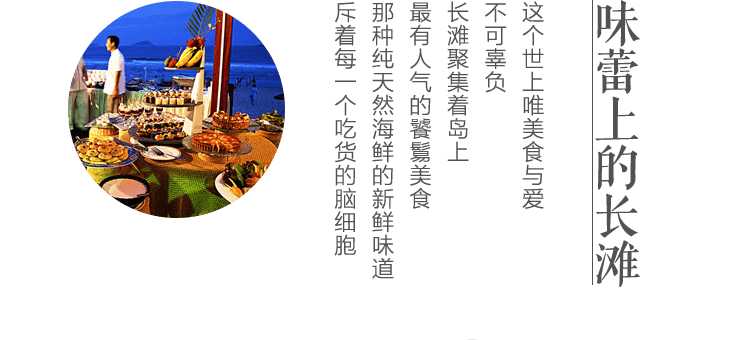 味蕾上的长滩
这个世上唯美食与爱
不可辜负
长滩聚集着岛上
最有人气的饕鬄美食
那种纯天然海鲜的新鲜味道
斥着每一个吃货的脑细胞